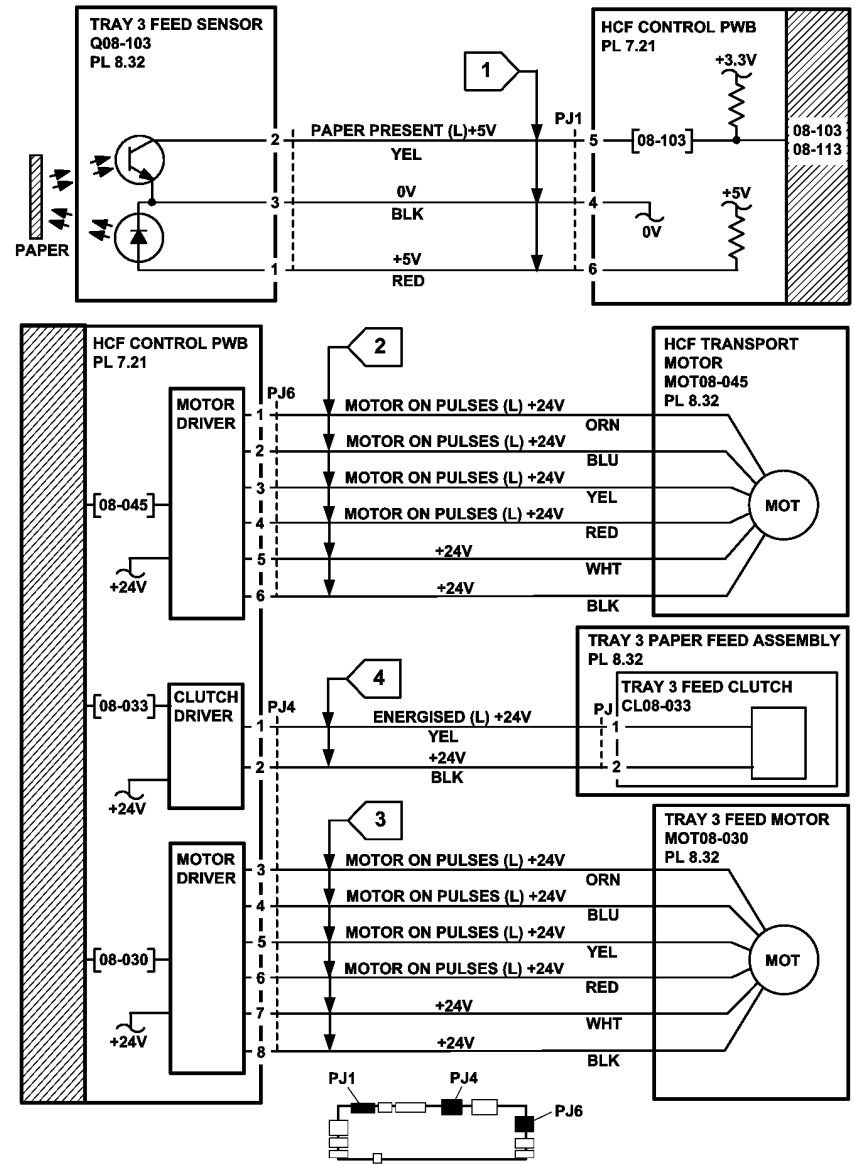 TRAY 3 FEED SENSOR
Q08-103
PL 8.32
HCF CONTROL PWB
PL 7.21
+3.3V
1
2
PAPER PRESENT (L)+5V
YEL
PJ1
5
[08-103]
08-103
08-113
3
0V
BLK
4
0V
+5V
PAPER
1
+5V
RED
6
HCF CONTROL PWB
PL 7.21
2
HCF TRANSPORT
MOTOR
MOT08-045
PL 8.32
MOTOR
DRIVER
PJ6
1
MOTOR ON PULSES (L) +24V
ORN
2
MOTOR ON PULSES (L) +24V
BLU
3
MOTOR ON PULSES (L) +24V
YEL
[08-045]
4
MOTOR ON PULSES (L) +24V
RED
MOT
+24V
5
+24V
WHT
6
+24V
BLK
TRAY 3 PAPER FEED ASSEMBLY
PL 8.32
4
TRAY 3 FEED CLUTCH
CL08-033
[08-033]
CLUTCH
DRIVER
PJ4
1
ENERGISED (L) +24V
YEL
PJ
1
2
+24V
BLK
2
+24V
3
TRAY 3 FEED MOTOR
MOT08-030
PL 8.32
MOTOR
DRIVER
3
MOTOR ON PULSES (L) +24V
ORN
4
MOTOR ON PULSES (L) +24V
BLU
5
MOTOR ON PULSES (L) +24V
YEL
[08-030]
6
MOTOR ON PULSES (L) +24V
RED
MOT
+24V
7
+24V
WHT
8
+24V
BLK
PJ1
PJ4
PJ6